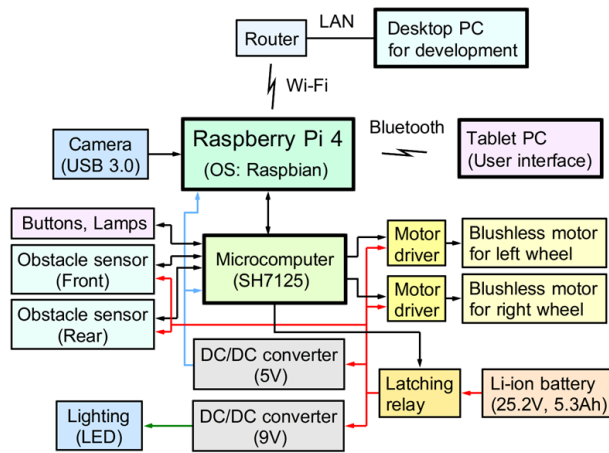 LAN
Router
Desktop PC
for development
Wi-Fi
Camera
(USB 3.0)
Raspberry Pi 4
(OS: Raspbian)
Bluetooth
Tablet PC
(User interface)
Buttons, Lamps
Obstacle sensor
(Front)
Obstacle sensor
(Rear)
Microcomputer
(SH7125)
Motor
driver
Blushless motor
for left wheel
Motor
driver
Blushless motor
for right wheel
DC/DC converter
(5V)
Latching
relay
Li-ion battery
(25.2V, 5.3Ah)
Lighting
(LED)
DC/DC converter
(9V)